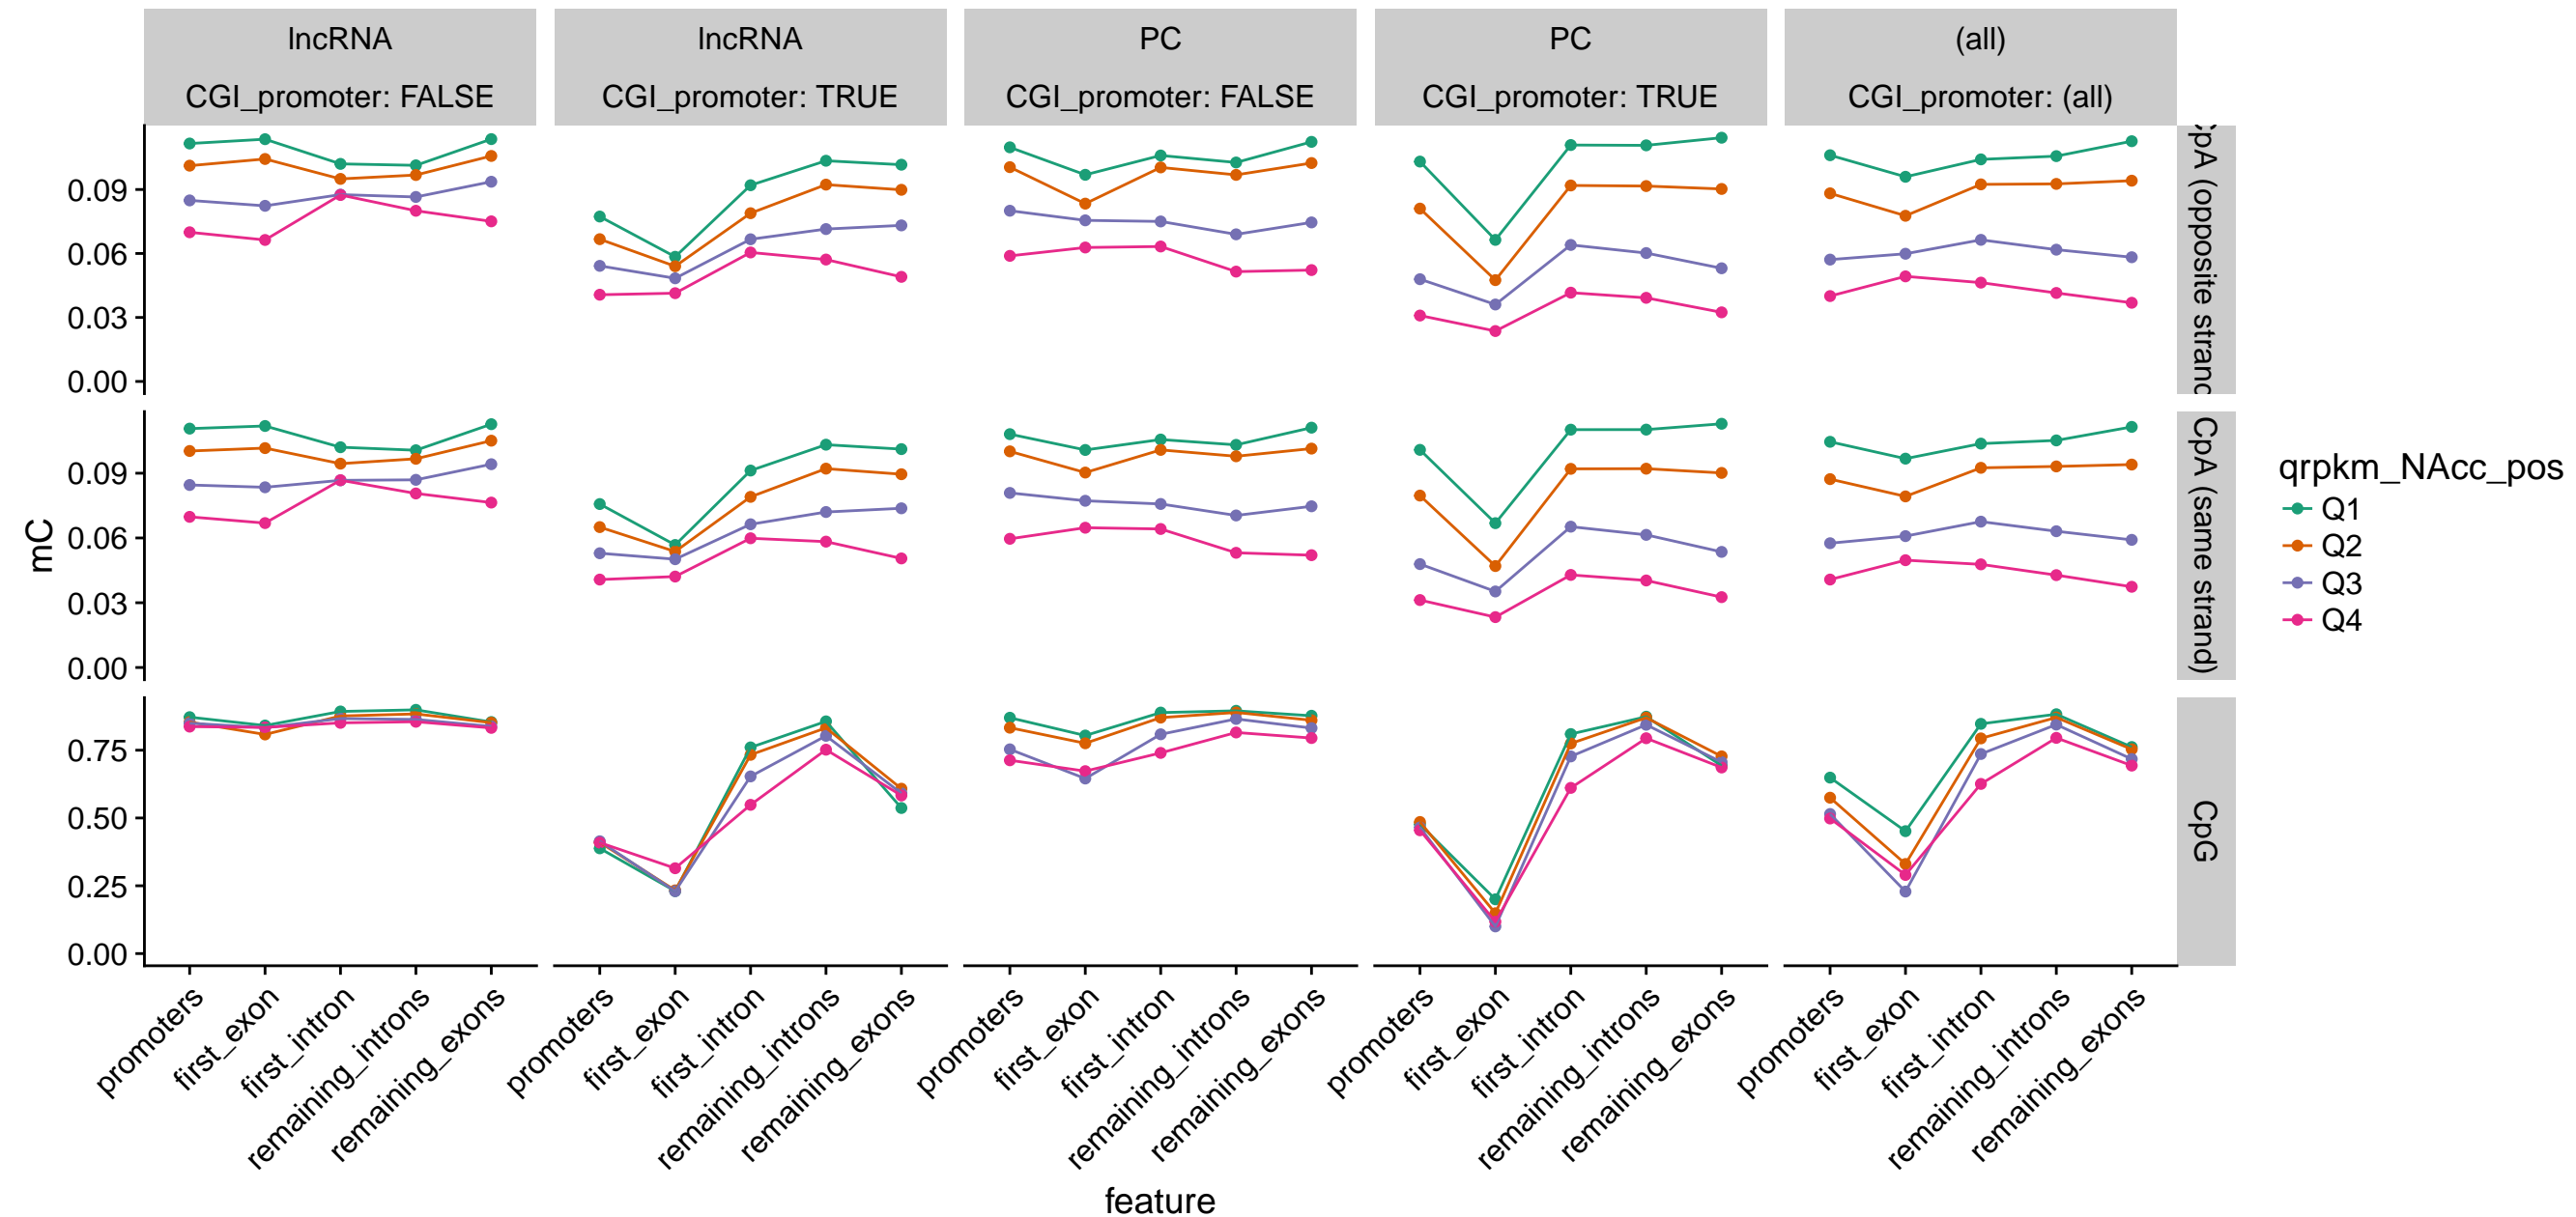 lncRNA
CGI_promoter: FALSE
lncRNA
CGI_promoter: TRUE
PC
CGI_promoter: FALSE
PC
CGI_promoter: TRUE
(all)
CGI_promoter: (all)
0.09
0.06
0.03
0.00
CpA (opposite strand
0.09
0.06
0.03
0.00
CpA (same strand)
0.75
0.50
0.25
0.00
CpG
mC
promoters
first_exon
first_intron
remaining_introns
remaining_exons
promoters
first_exon
first_intron
remaining_introns
remaining_exons
promoters
first_exon
first_intron
remaining_introns
remaining_exons
promoters
first_exon
first_intron
remaining_introns
remaining_exons
promoters
first_exon
first_intron
remaining_introns
remaining_exons
feature
qrpkm_NAcc_pos
Q1
Q2
Q3
Q4